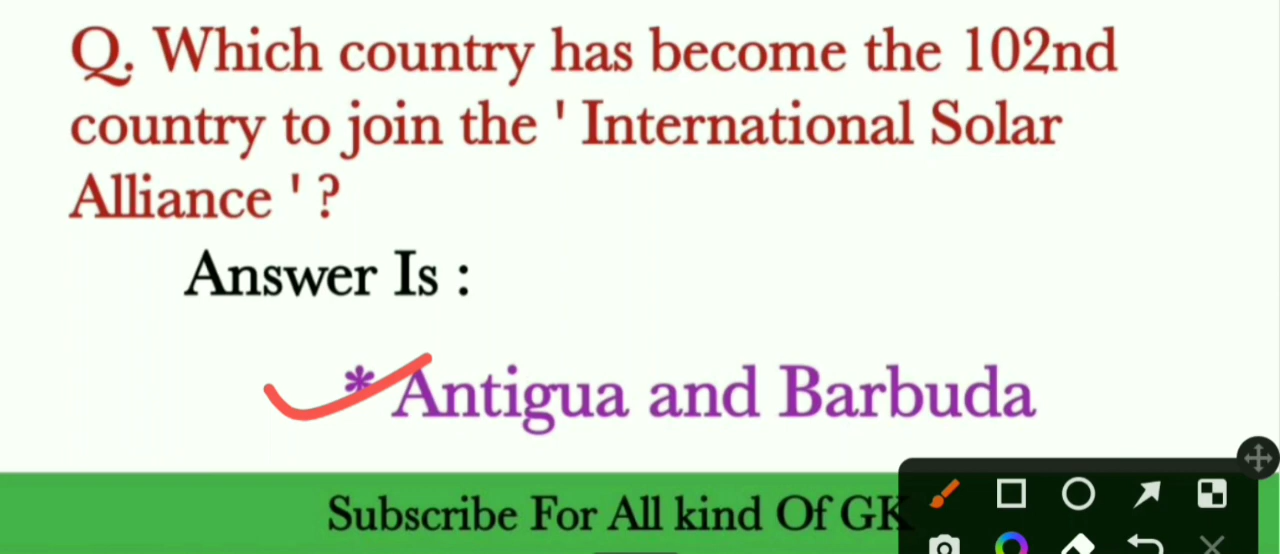 Q. Which country has become the 102nd
country to join the ' International Solar
Alliance ' ?
Answer Is :
* Antigua and Barbuda
Subscribe For All kind Of GK